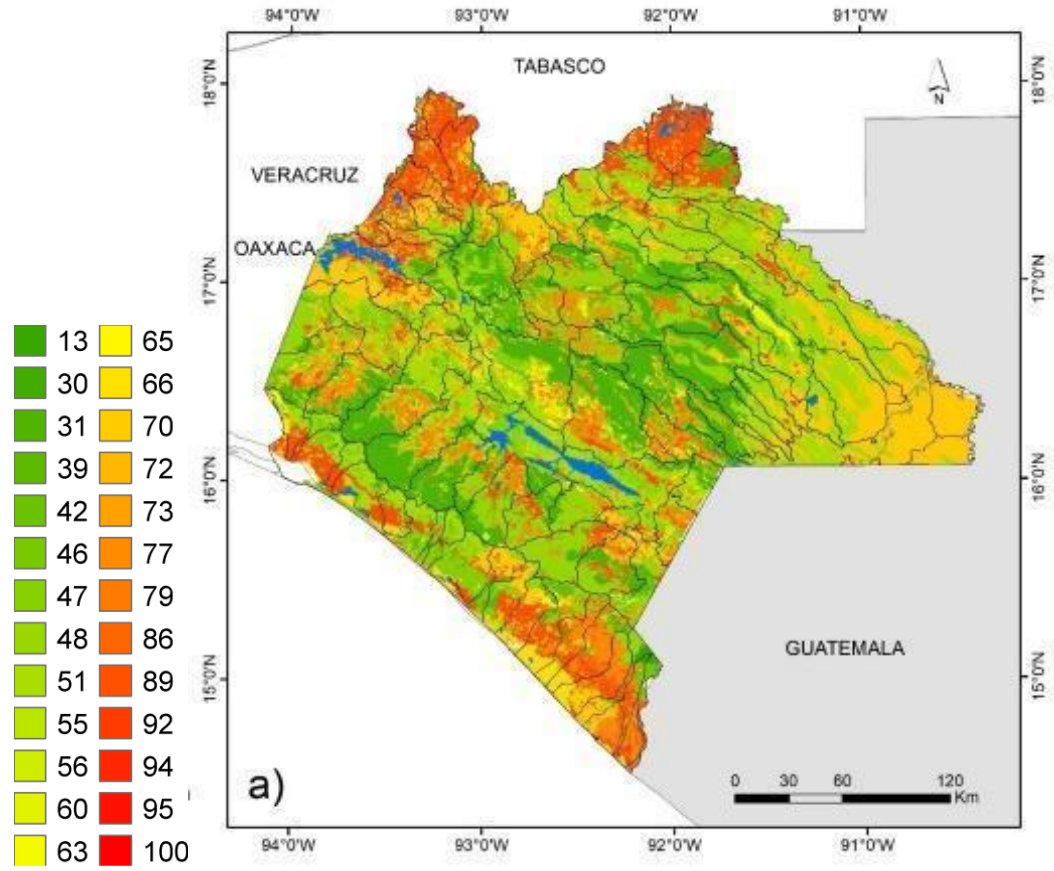 94°0'W 93°0'W 92°0'W 91°0'W
TABASCO
N
18°0'N
18°0'N
VERACRUZ
OAXACA
17°0'N
17°0'N
13 65
30 66
31 70
39 72
42 73
46 77
47 79
48 86
51 89
55 92
56 94
60 95
63 100
16°0'N
16°0'N
GUATEMALA
15°0'N
15°0'N
a)
0 30 60 120
Km
94°0'W 93°0'W 92°0'W 91°0'W